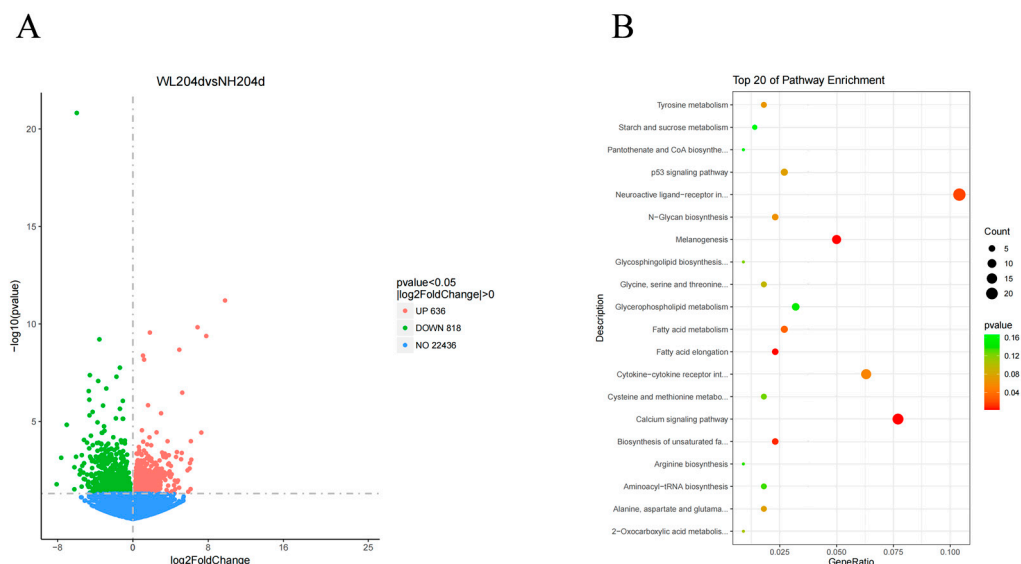 A
B
WL204dvsNH204d
−log10(pvalue)
20
15
10
5
−8
0
8
16
25
log2FoldChange
pvalue<0.05
|log2FoldChange|>0
UP 636
DOWN 818
NO 22436
Top 20 of Pathway Enrichment
Description
Tyrosine metabolism
Starch and sucrose metabolism
Pantothenate and CoA biosynthe...
p53 signaling pathway
Neuroactive ligand−receptor in...
N−Glycan biosynthesis
Melanogenesis
Glycosphingolipid biosynthesis...
Glycine, serine and threonine...
Glycerophospholipid metabolism
Fatty acid metabolism
Fatty acid elongation
Cytokine−cytokine receptor int...
Cysteine and methionine metabo...
Calcium signaling pathway
Biosynthesis of unsaturated fa...
Arginine biosynthesis
Aminoacyl−tRNA biosynthesis
Alanine, aspartate and glutama...
2−Oxocarboxylic acid metabolis...
0.025
0.050
0.075
0.100
GeneRatio
Count
5
10
15
20
pvalue
0.16
0.12
0.08
0.04